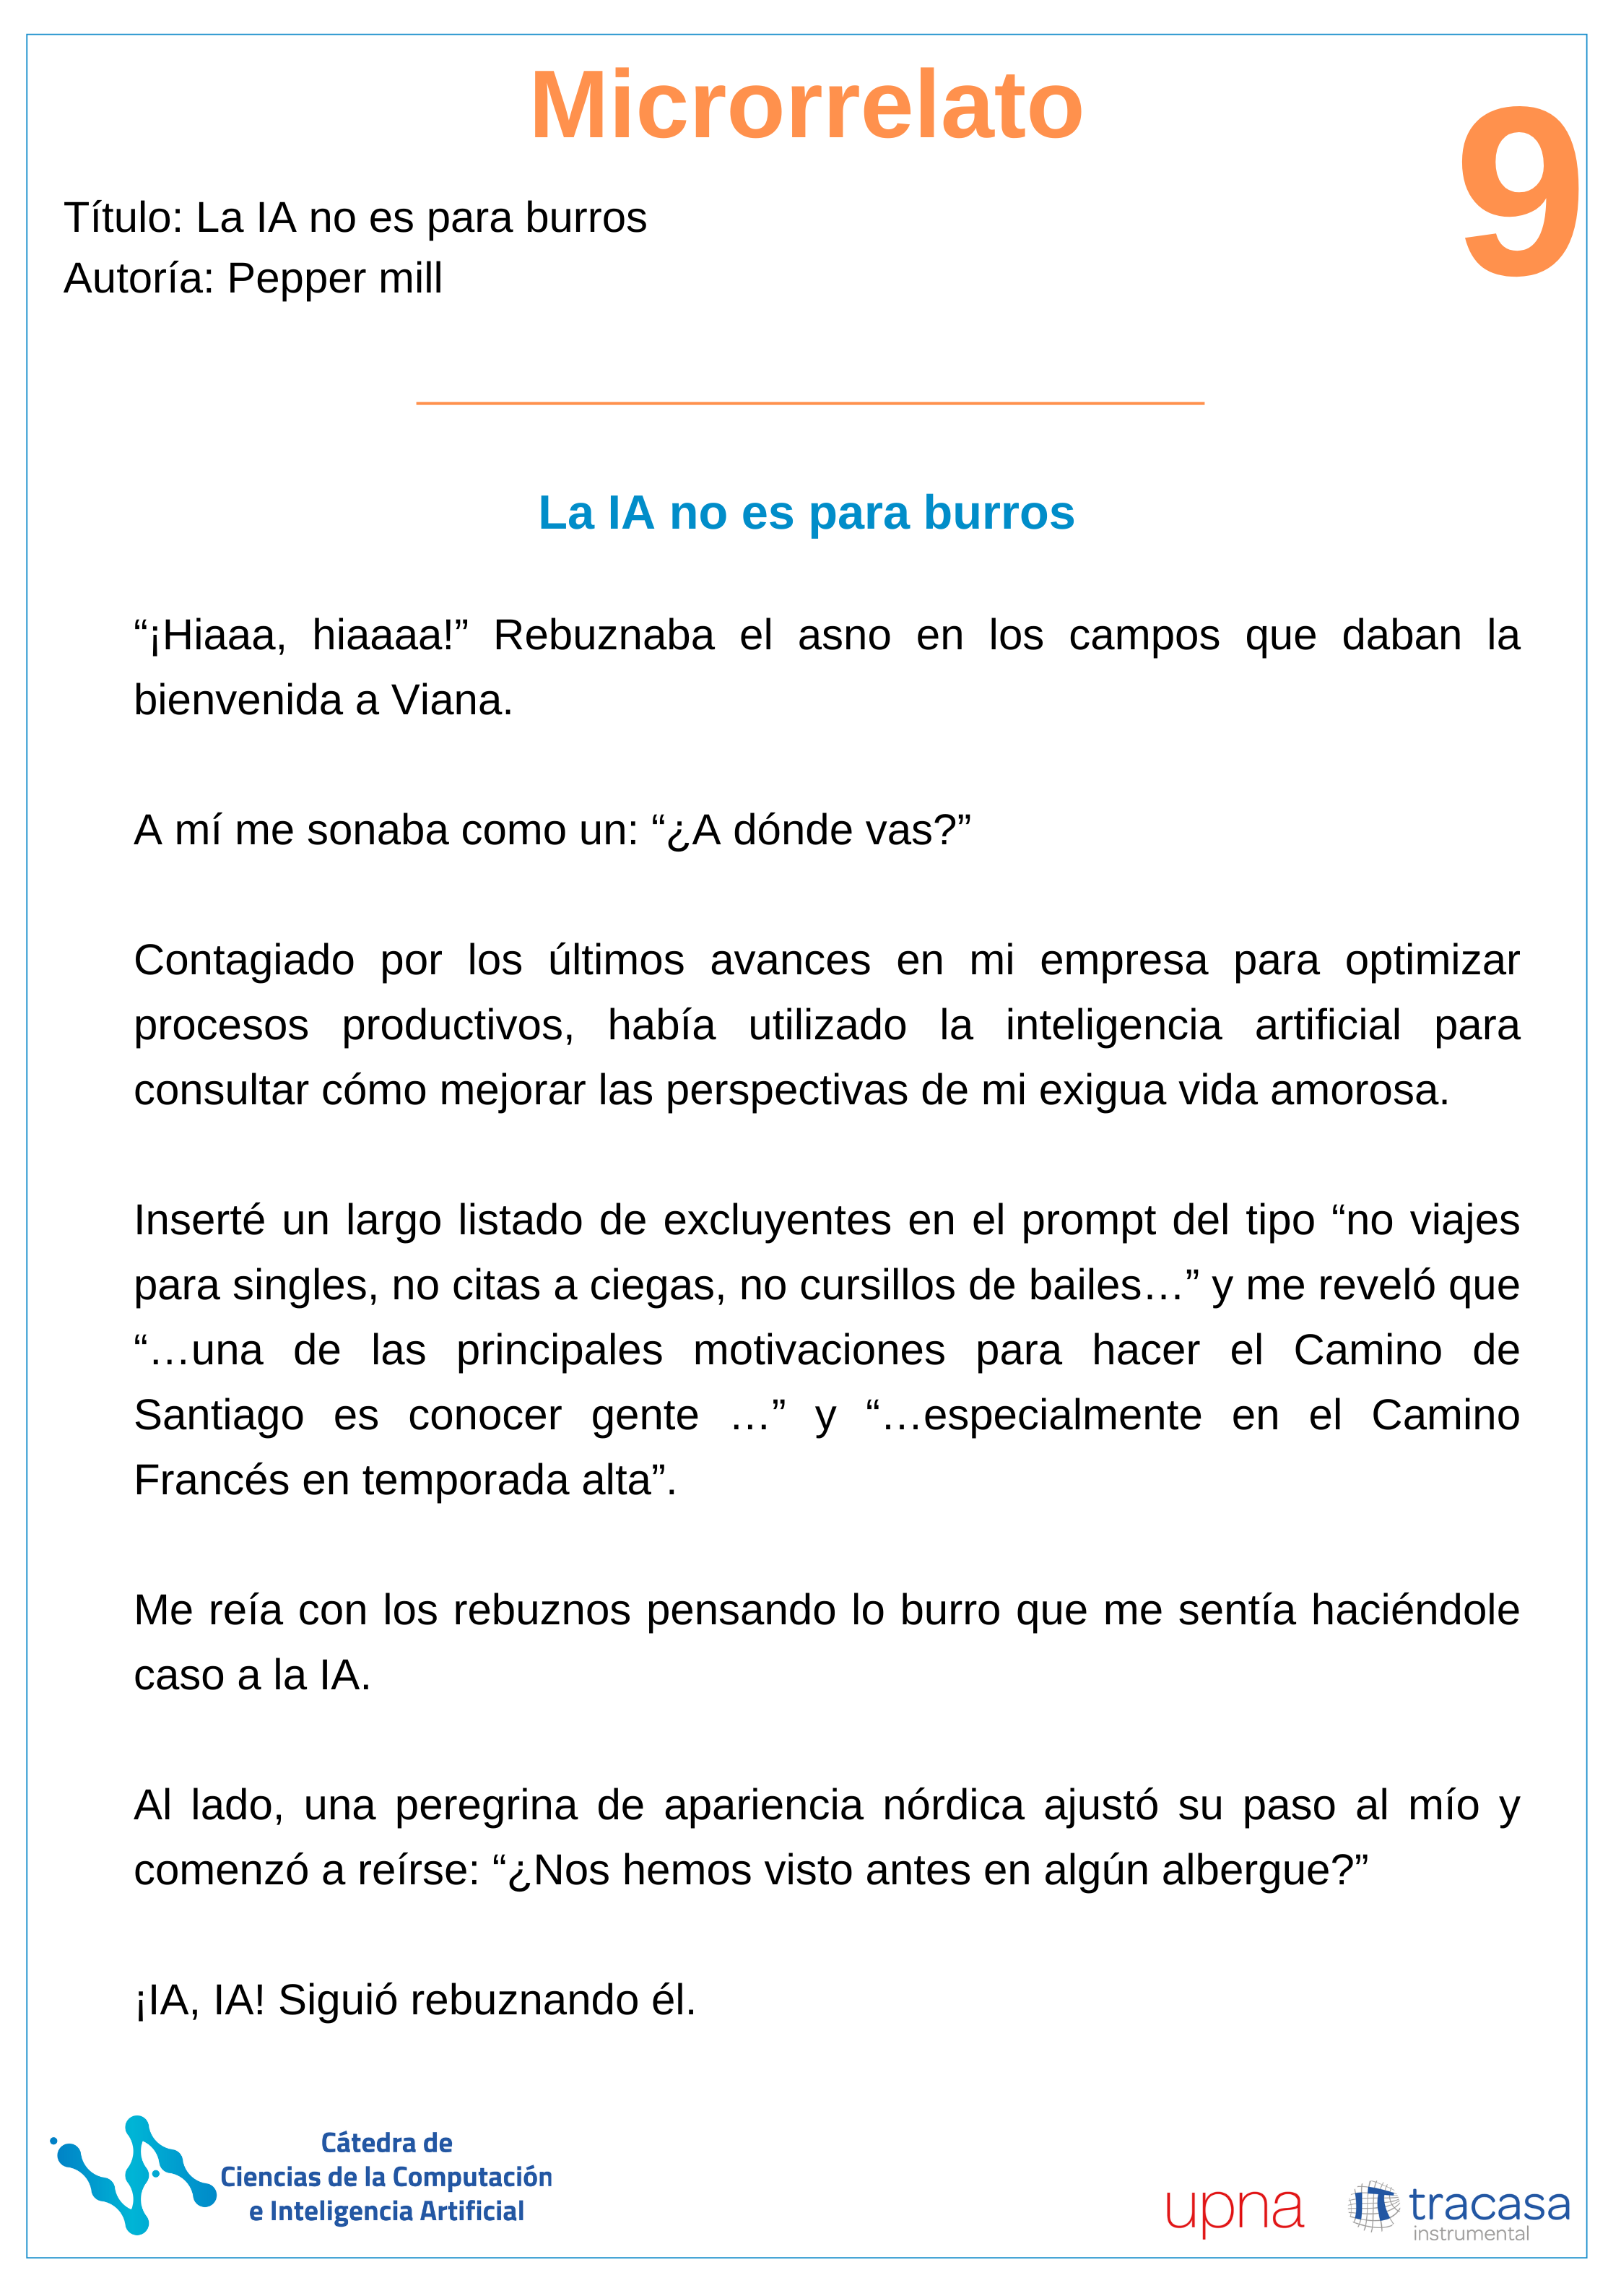 Microrrelato
9
Título: La IA no es para burros
Autoría: Pepper mill
La IA no es para burros
“¡Hiaaa, hiaaaa!” Rebuznaba el asno en los campos que daban la
bienvenida a Viana.
A mí me sonaba como un: “¿A dónde vas?”
Contagiado por los últimos avances en mi empresa para optimizar
procesos productivos, había utilizado la inteligencia artificial para
consultar cómo mejorar las perspectivas de mi exigua vida amorosa.
Inserté un largo listado de excluyentes en el prompt del tipo “no viajes
para singles, no citas a ciegas, no cursillos de bailes…” y me reveló que
“…una de las principales motivaciones para hacer el Camino de
Santiago es conocer gente …” y “…especialmente en el Camino
Francés en temporada alta”.
Me reía con los rebuznos pensando lo burro que me sentía haciéndole
caso a la IA.
Al lado, una peregrina de apariencia nórdica ajustó su paso al mío y
comenzó a reírse: “¿Nos hemos visto antes en algún albergue?”
¡IA, IA! Siguió rebuznando él.
Cátedra de
Ciencias de la Computación
e Inteligencia Artificial
upna
iT tracasa
instrumental